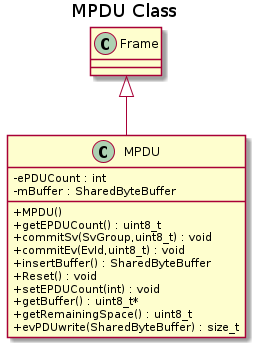 MPDU Class
C Frame
C MPDU
-ePDUCount : int
-mBuffer : SharedByteBuffer
+MPDU()
+getEPDUCount() : uint8_t
+commitSv(SvGroup,uint8_t) : void
+commitEv(EvId,uint8_t) : void
+insertBuffer() : SharedByteBuffer
+Reset() : void
+setEPDUCount(int) : void
+getBuffer() : uint8_t*
+getRemainingSpace() : uint8_t
+evPDUwrite(SharedByteBuffer) : size_t